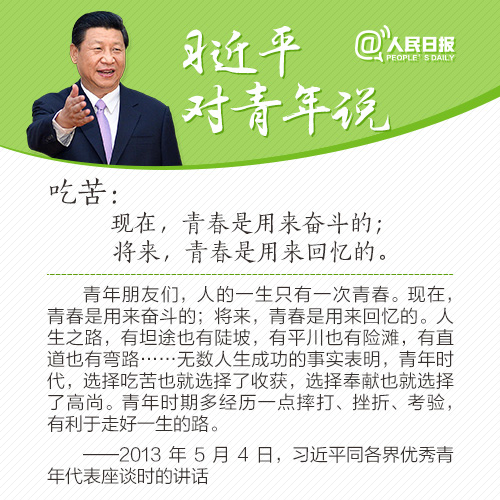 习近平
对青年说
@人民日报
PEOPLE'S DAILY
吃苦：
现在，青春是用来奋斗的；
将来，青春是用来回忆的。
青年朋友们，人的一生只有一次青春。现在，
青春是用来奋斗的；将来，青春是用来回忆的。人
生之路，有坦途也有陡坡，有平川也有险滩，有直
道也有弯路……无数人生成功的事实表明，青年时
代，选择吃苦也就选择了收获，选择奉献也就选择
了高尚。青年时期多经历一点摔打、挫折、考验，
有利于走好一生的路。
——2013 年 5 月 4 日，习近平同各界优秀青
年代表座谈时的讲话